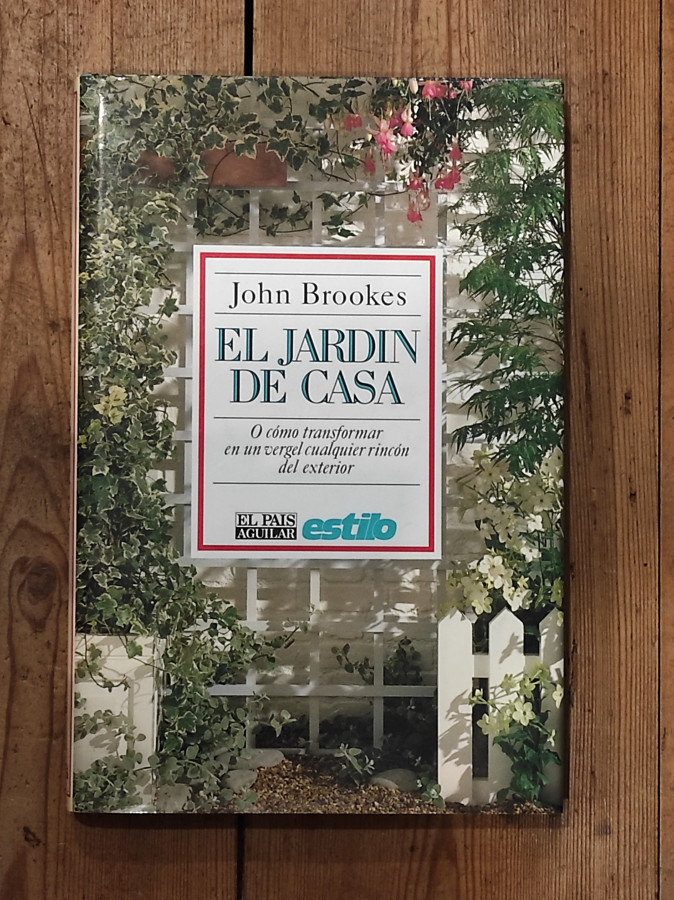 John Brookes
EL JARDIN
DE CASA
O cómo transformar
en un vergel cualquier rincón
del exterior
EL PAIS
AGUILAR
estilo